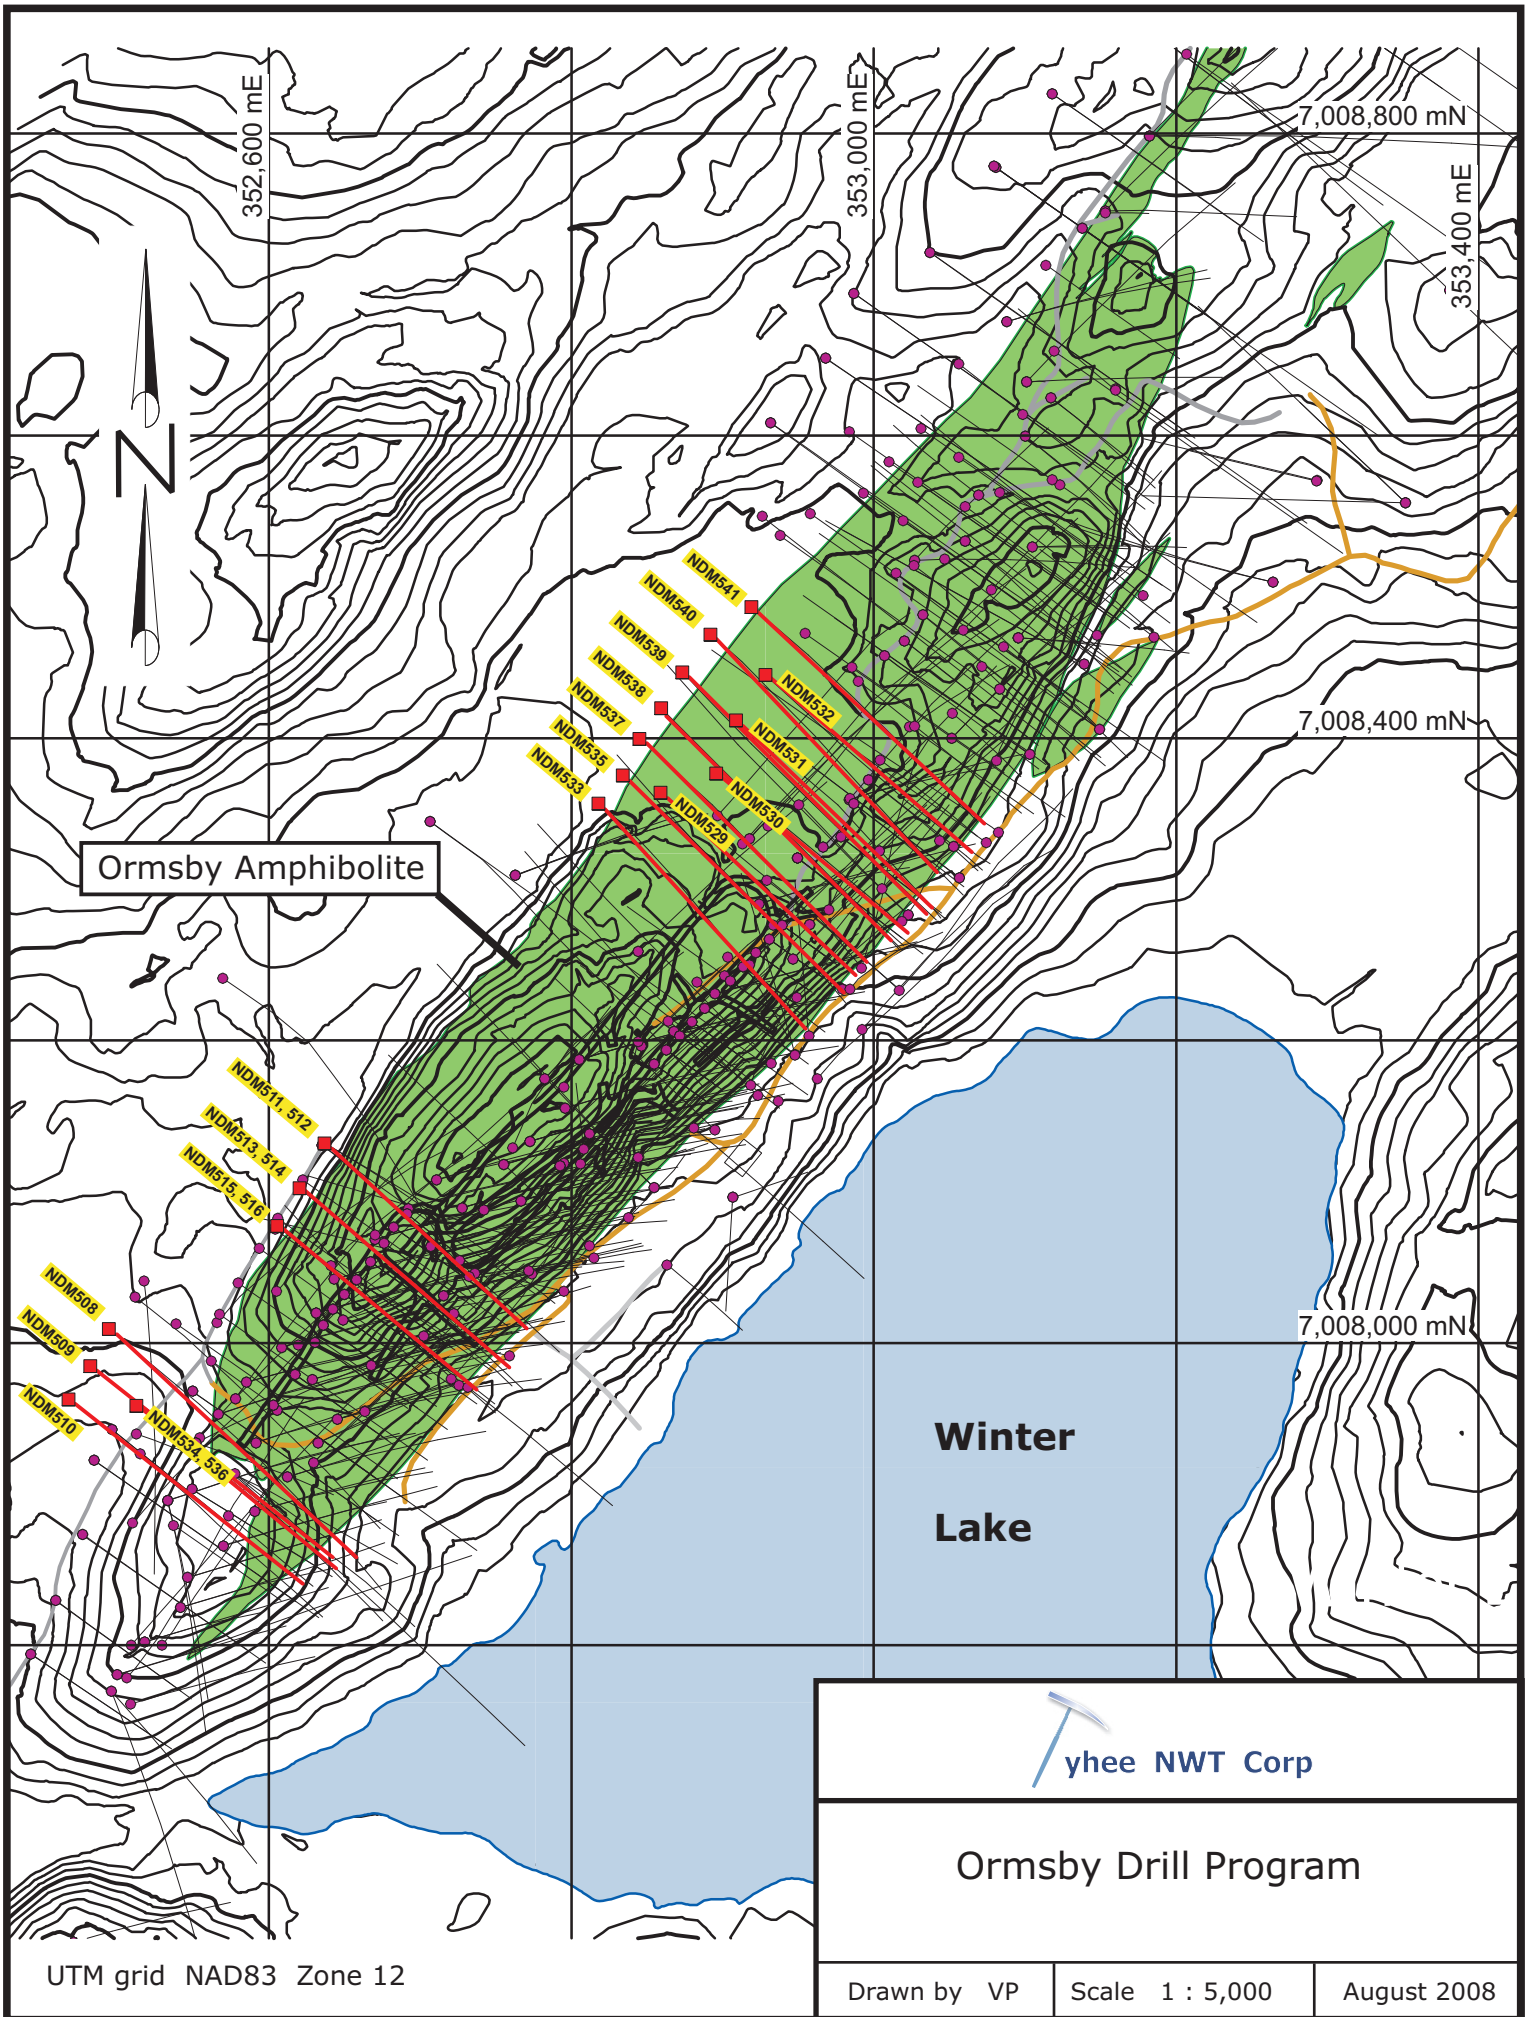 352,600 mE
353,000 mE
7,008,800 mN
353,400 mE
N
NDM541
NDM540
NDM539
NDM538
NDM537
NDM535
NDM533
NDM532
NDM531
NDM530
NDM529
7,008,400 mN
Ormsby Amphibolite
NDM511, 512
NDM513, 514
NDM515, 516
NDM508
NDM509
NDM510
NDM534, 536
7,008,000 mN
Winter
Lake
yhee NWT Corp
Ormsby Drill Program
UTM grid NAD83 Zone 12
Drawn by VP
Scale 1 : 5,000
August 2008